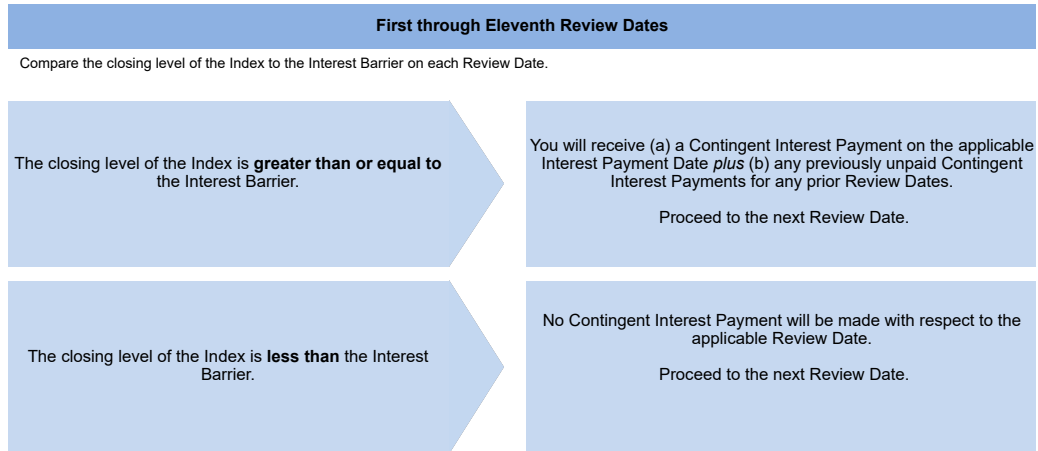 First through Eleventh Review Dates
Compare the closing level of the Index to the Interest Barrier on each Review Date.
The closing level of the Index is greater than or equal to
the Interest Barrier.
You will receive (a) a Contingent Interest Payment on the applicable
Interest Payment Date plus (b) any previously unpaid Contingent
Interest Payments for any prior Review Dates.
Proceed to the next Review Date.
The closing level of the Index is less than the Interest
Barrier.
No Contingent Interest Payment will be made with respect to the
applicable Review Date.
Proceed to the next Review Date.